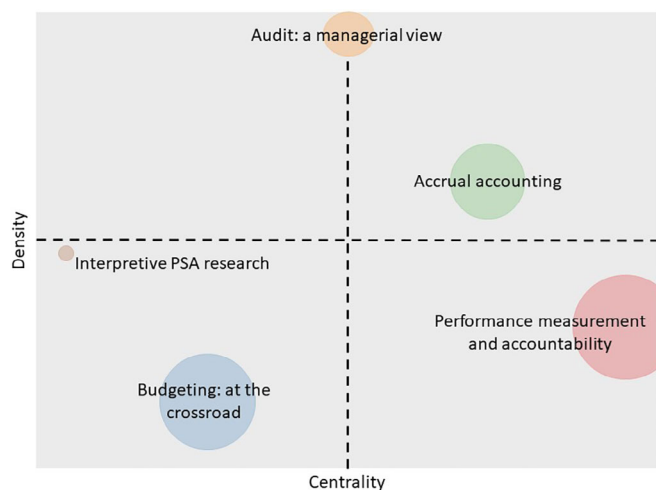 Audit: a managerial view
Accrual accounting
Density
Interpretive PSA research
Performance measurement
and accountability
Budgeting: at the
crossroad
Centrality